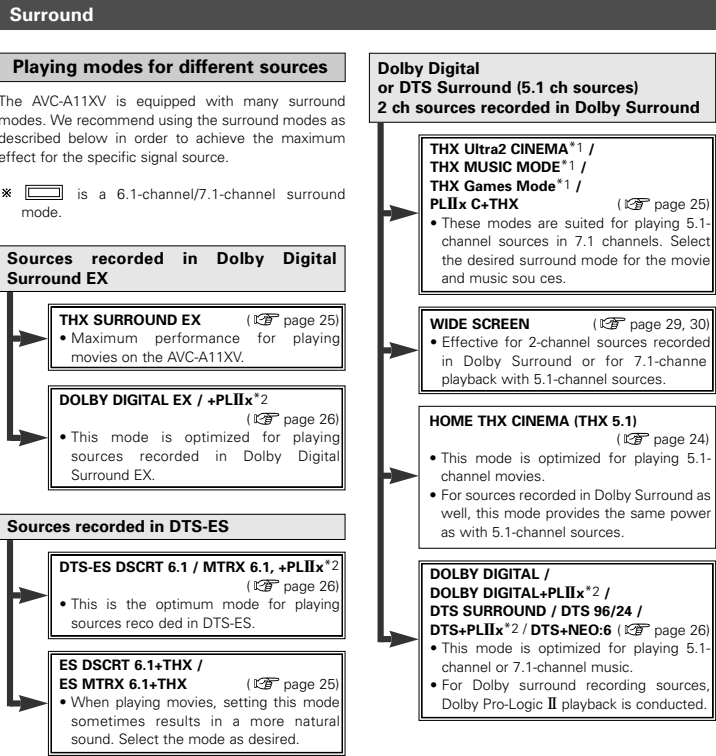 Surround
Playing modes for different sources
The AVC-A11XV is equipped with many surround
modes. We recommend using the surround modes as
described below in order to achieve the maximum
effect for the specific signal source.
※ is a 6.1-channel/7.1-channel surround
mode.
Sources recorded in Dolby Digital
Surround EX
THX SURROUND EX (☞ page 25)
• Maximum performance for playing
movies on the AVC-A11XV.
DOLBY DIGITAL EX / +PLIIx*2
(☞ page 26)
• This mode is optimized for playing
sources recorded in Dolby Digital
Surround EX.
Sources recorded in DTS-ES
DTS-ES DSCRT 6.1 / MTRX 6.1, +PLIIx*2
(☞ page 26)
• This is the optimum mode for playing
sources reco ded in DTS-ES.
ES DSCRT 6.1+THX /
ES MTRX 6.1+THX (☞ page 25)
• When playing movies, setting this mode
sometimes results in a more natural
sound. Select the mode as desired.
Dolby Digital
or DTS Surround (5.1 ch sources)
2 ch sources recorded in Dolby Surround
THX Ultra2 CINEMA*1 /
THX MUSIC MODE*1 /
THX Games Mode*1 /
PLIIx C+THX (☞ page 25)
• These modes are suited for playing 5.1-
channel sources in 7.1 channels. Select
the desired surround mode for the movie
and music sou ces.
WIDE SCREEN (☞ page 29, 30)
• Effective for 2-channel sources recorded
in Dolby Surround or for 7.1-channe
playback with 5.1-channel sources.
HOME THX CINEMA (THX 5.1)
(☞ page 24)
• This mode is optimized for playing 5.1-
channel movies.
• For sources recorded in Dolby Surround as
well, this mode provides the same power
as with 5.1-channel sources.
DOLBY DIGITAL /
DOLBY DIGITAL+PLIIx*2 /
DTS SURROUND / DTS 96/24 /
DTS+PLIIx*2 / DTS+NEO:6 (☞ page 26)
• This mode is optimized for playing 5.1-
channel or 7.1-channel music.
• For Dolby surround recording sources,
Dolby Pro-Logic II playback is conducted.